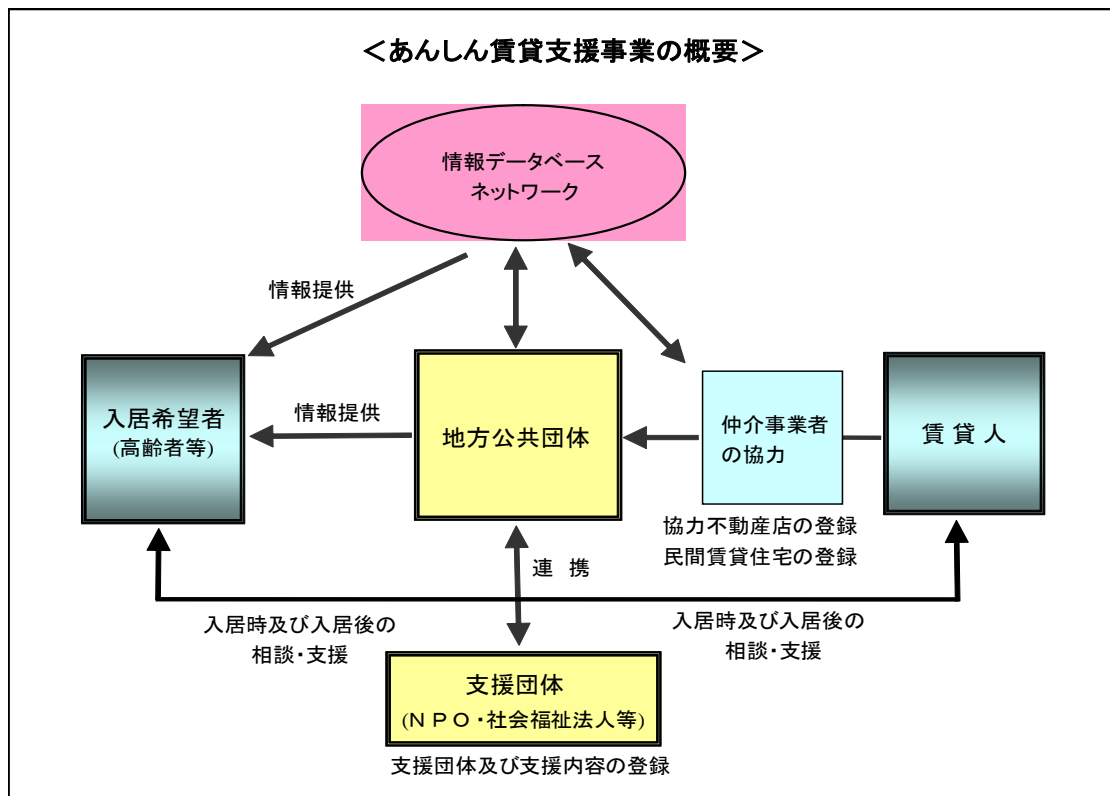 ＜あんしん賃貸支援事業の概要＞
情報データベース
ネットワーク
情報提供
入居希望者
(高齢者等)
情報提供
地方公共団体
仲介事業者
の協力
賃 貸 人
協力不動産店の登録
民間賃貸住宅の登録
連 携
入居時及び入居後の
相談・支援
入居時及び入居後の
相談・支援
支援団体
(ＮＰＯ・社会福祉法人等)
支援団体及び支援内容の登録